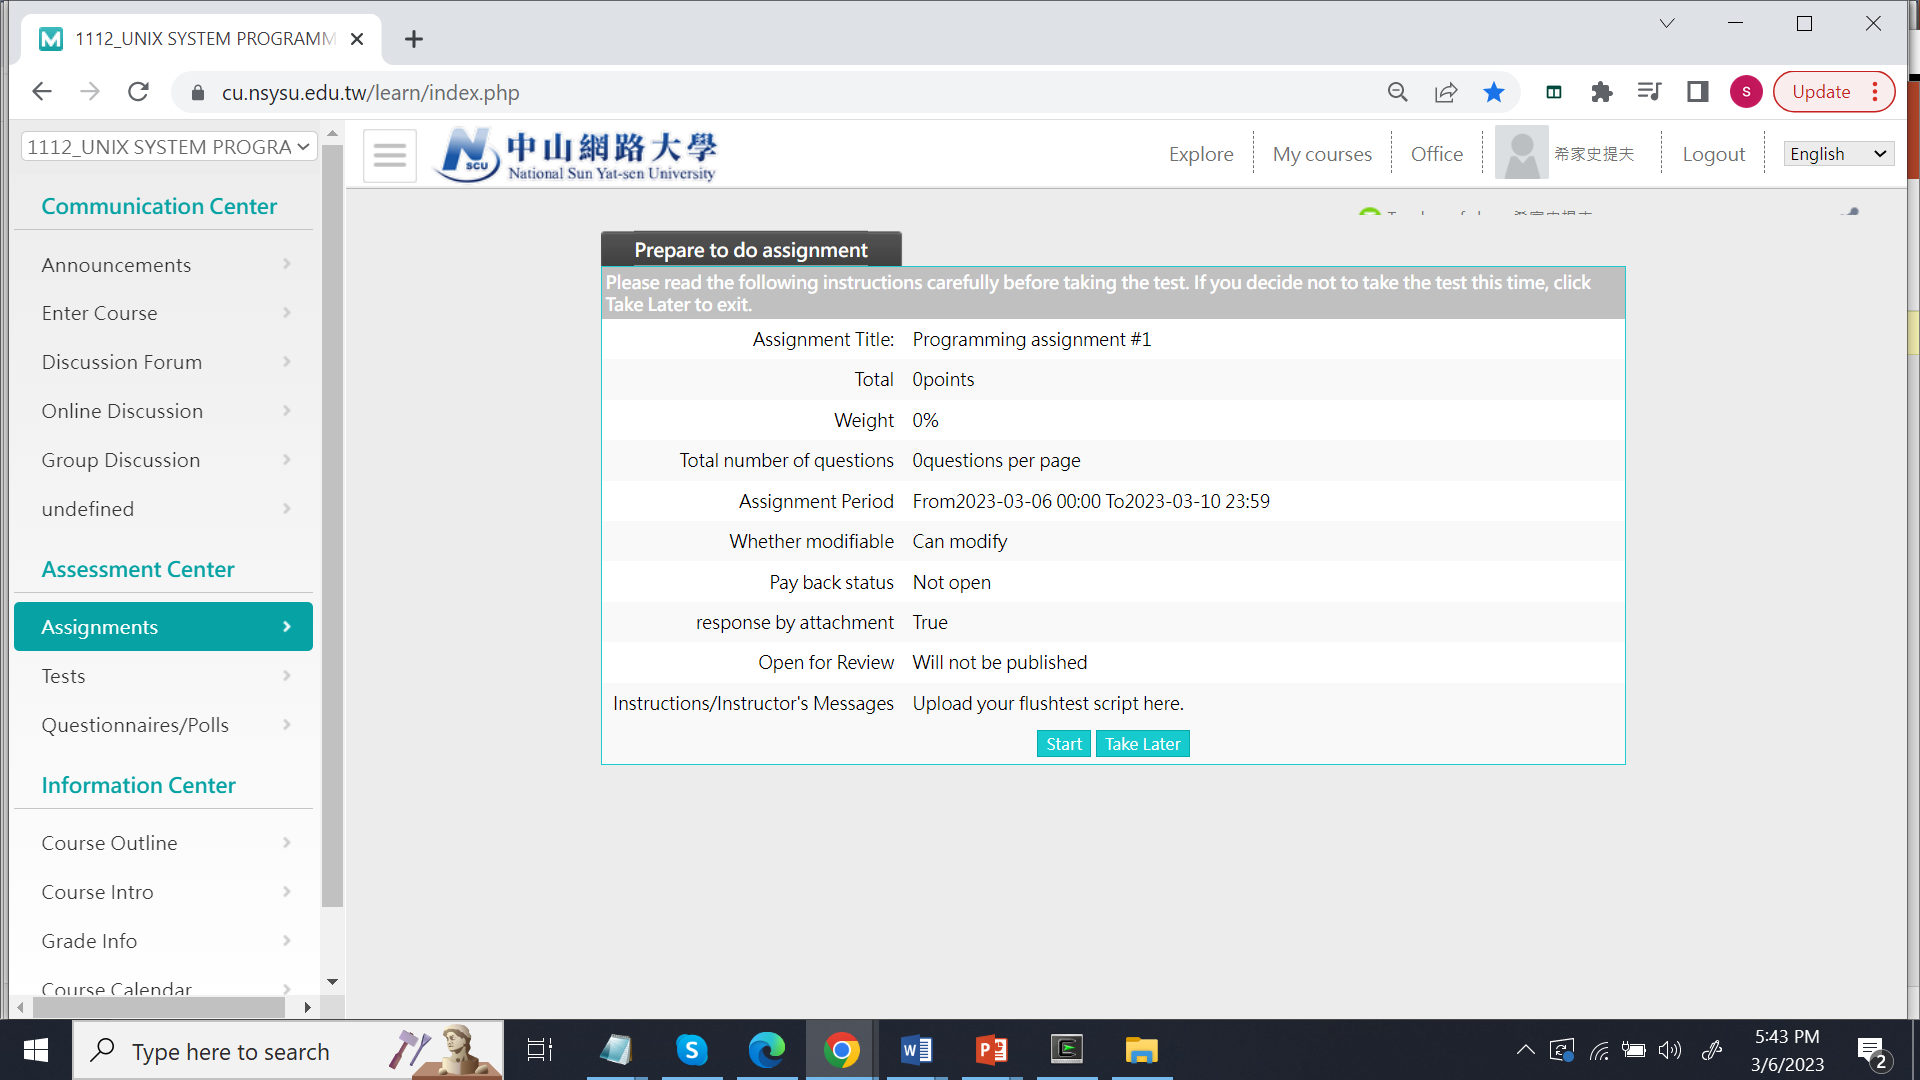 1112_UNIX SYSTEM PROGRAMM
cu.nsysu.edu.tw/learn/index.php
S
Update
1112_UNIX SYSTEM PROGRA
Communication Center
Announcements
Enter Course
Discussion Forum
Online Discussion
Group Discussion
undefined
Assessment Center
Assignments
Tests
Questionnaires/Polls
Information Center
Course Outline
Course Intro
Grade Info
Course Calendar
N SCU 中山網路大學
National Sun Yat-sen University
Explore
My courses
Office
希家史提夫
Logout
English
Prepare to do assignment
Please read the following instructions carefully before taking the test. If you decide not to take the test this time, click
Take Later to exit.
Assignment Title: Programming assignment #1
Total 0points
Weight 0%
Total number of questions 0questions per page
Assignment Period From2023-03-06 00:00 To2023-03-10 23:59
Whether modifiable Can modify
Pay back status Not open
response by attachment True
Open for Review Will not be published
Instructions/Instructor's Messages Upload your flushtest script here.
Start Take Later
Type here to search
5:43 PM
3/6/2023
2